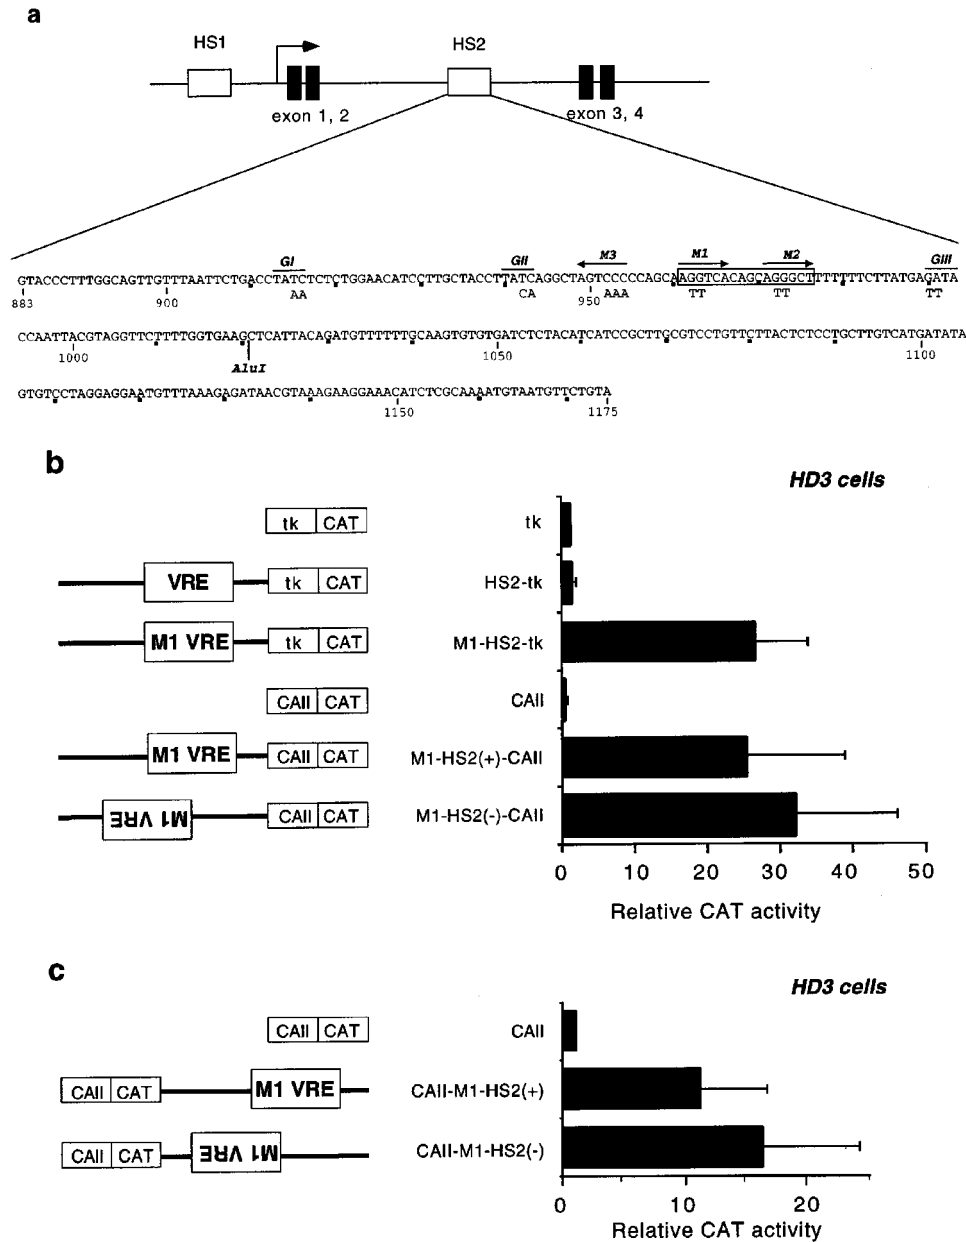 a
HS1
HS2
exon 1, 2
exon 3, 4
GI GII M3 M1 M2 GIII
GTACCCTTTGGCAGTTGTTTAATTCTGACCTATCTCTCTGGAACATCCTTGCTACCTTATCAGGCTAGTCCCCCAGCAAGGTCACAGCAGGGCTTTTTTCTTATGAGATA
883 900 AA CA 950 AAA TT TT TT
CCAATTACGTAGGTTCTTTTGGTGAAGCTCATTACAGATGTTTTTTGCAAGTGTGTGATCTCTACATCATCCGCTTGCGTCCTGTTCTTACTCTCCTGCTTGTCATGATATA
1000 AluI 1050 1100
GTGTCCTAGGAGGAATGTTTAAAGAGATAACGTAAAGAAGGAAACATCTCGCAAAATGTAATGTTCTGTA
1150 1175
b
HD3 cells
tk CAT tk
VRE tk CAT HS2-tk
M1 VRE tk CAT M1-HS2-tk
CAII CAT CAII
M1 VRE CAII CAT M1-HS2(+)-CAII
M1 VRE CAII CAT M1-HS2(-)-CAII
0 10 20 30 40 50
Relative CAT activity
c
HD3 cells
CAII CAT CAII
CAII CAT M1 VRE CAII-M1-HS2(+)
CAII CAT M1 VRE CAII-M1-HS2(-)
0 10 20
Relative CAT activity